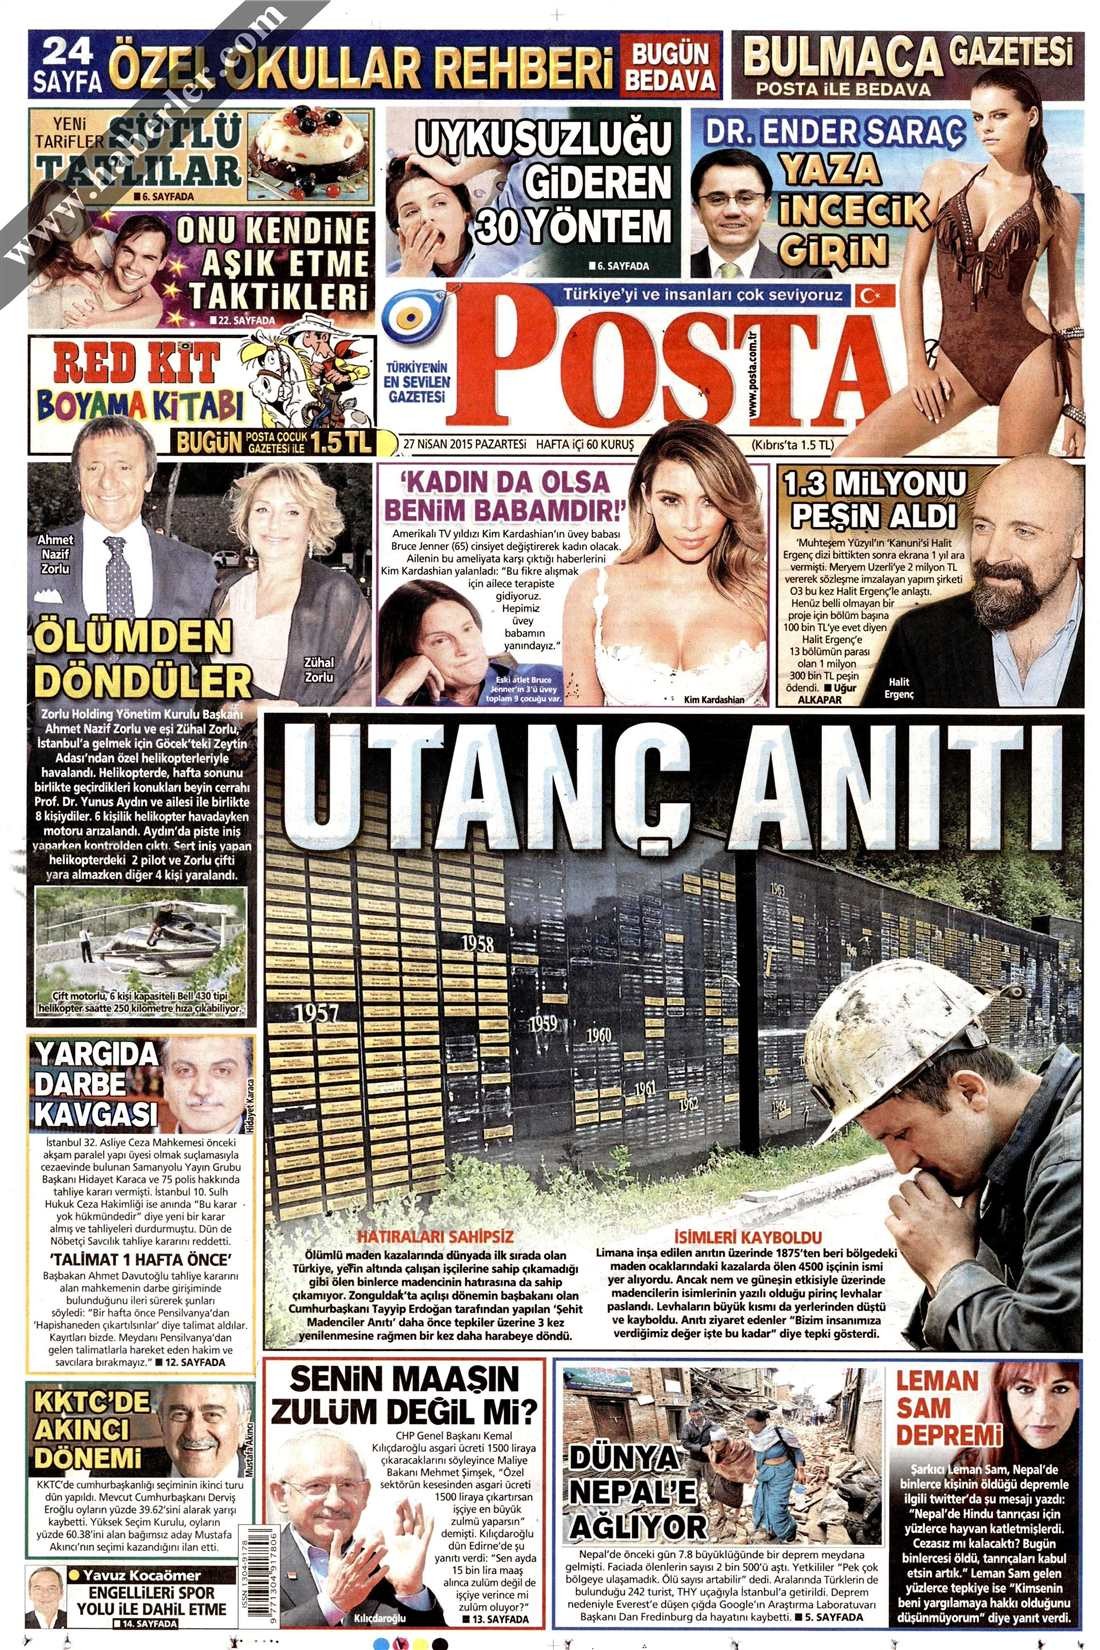 www.haberler.com
24
SAYFA
ÖZEL OKULLAR REHBERİ
BUGÜN
BEDAVA
BULMACA GAZETESİ
POSTA İLE BEDAVA
YENİ
TARİFLER
SÜTLÜ
TATLILAR
■ 6. SAYFADA
UYKUSUZLUĞU
GİDEREN
30 YÖNTEM
■ 6. SAYFADA
DR. ENDER SARAÇ
YAZA
İNCECİK
GİRİN
ONU KENDİNE
AŞIK ETME
TAKTİKLERİ
■ 22. SAYFADA
RED KIT
BOYAMA KİTABI
BUGÜN POSTA ÇOCUK
GAZETESİ İLE 1.5 TL
TÜRKİYE'NİN
EN SEVİLEN
GAZETESİ
Türkiye'yi ve insanları çok seviyoruz
POSTA
www.posta.com.tr
27 NİSAN 2015 PAZARTESİ HAFTA İÇİ 60 KURUŞ
(Kıbrıs'ta 1.5 TL)
Ahmet
Nazif
Zorlu
Zühal
Zorlu
ÖLÜMDEN
DÖNDÜLER
Zorlu Holding Yönetim Kurulu Başkanı
Ahmet Nazif Zorlu ve eşi Zühal Zorlu,
İstanbul'a gelmek için Göcek'teki Zeytin
Adası'ndan özel helikopterleriyle
havalandı. Helikopterde, hafta sonunu
birlikte geçirdikleri konukları beyin cerrahı
Prof. Dr. Yunus Aydın ve ailesi ile birlikte
8 kişiydiler. 6 kişilik helikopter havadayken
motoru arızalandı. Aydın'da piste iniş
yaparken kontrolden çıktı. Sert iniş yapan
helikopterdeki 2 pilot ve Zorlu çifti
yara almazken diğer 4 kişi yaralandı.
Çift motorlu, 6 kişi kapasiteli Bell 430 tipi
helikopter saatte 250 kilometre hıza çıkabiliyor.
'KADIN DA OLSA
BENİM BABAMDIR!'
Amerikalı TV yıldızı Kim Kardashian'ın üvey babası
Bruce Jenner (65) cinsiyet değiştirerek kadın olacak.
Ailenin bu ameliyata karşı çıktığı haberlerini
Kim Kardashian yalanladı: "Bu fikre alışmak
için ailece terapiste
gidiyoruz.
Hepimiz
üvey
babamın
yanındayız."
Eski atlet Bruce
Jenner'in 3'ü üvey
toplam 9 çocuğu var.
Kim Kardashian
1.3 MİLYONU
PEŞİN ALDI
'Muhteşem Yüzyıl'ın 'Kanuni'si Halit
Ergenç dizi bittikten sonra ekrana 1 yıl ara
vermişti. Meryem Uzerli'ye 2 milyon TL
vererek sözleşme imzalayan yapım şirketi
O3 bu kez Halit Ergenç'le anlaştı.
Henüz belli olmayan bir
proje için bölüm başına
100 bin TL'ye evet diyen
Halit Ergenç'e
13 bölümün parası
olan 1 milyon
300 bin TL peşin
ödendi. ■ Uğur
ALKAPAR
Halit
Ergenç
UTANÇ ANITI
1957
1958
1959
1960
1961
1962
1963
1964
HATIRALARI SAHİPSİZ
Ölümlü maden kazalarında dünyada ilk sırada olan
Türkiye, yerin altında çalışan işçilerine sahip çıkamadığı
gibi ölen binlerce madencinin hatırasına da sahip
çıkamıyor. Zonguldak'ta açılışı dönemin başbakanı olan
Cumhurbaşkanı Tayyip Erdoğan tarafından yapılan 'Şehit
Madenciler Anıtı' daha önce tepkiler üzerine 3 kez
yenilenmesine rağmen bir kez daha harabeye döndü.
İSİMLERİ KAYBOLDU
Limana inşa edilen anıtın üzerinde 1875'ten beri bölgedeki
maden ocaklarındaki kazalarda ölen 4500 işçinin ismi
yer alıyordu. Ancak nem ve güneşin etkisiyle üzerinde
madencilerin isimlerinin yazılı olduğu pirinç levhalar
paslandı. Levhaların büyük kısmı da yerlerinden düştü
ve kayboldu. Anıtı ziyaret edenler "Bizim insanımıza
verdiğimiz değer işte bu kadar" diye tepki gösterdi.
YARGIDA
DARBE
KAVGASI
Hidayet Karaca
İstanbul 32. Asliye Ceza Mahkemesi önceki
akşam paralel yapı üyesi olmak suçlamasıyla
cezaevinde bulunan Samanyolu Yayın Grubu
Başkanı Hidayet Karaca ve 75 polis hakkında
tahliye kararı vermişti. İstanbul 10. Sulh
Hukuk Ceza Hakimliği ise anında "Bu karar
yok hükmündedir" diye yeni bir karar
almış ve tahliyeleri durdurmuştu. Dün de
Nöbetçi Savcılık tahliye kararını reddetti.
'TALİMAT 1 HAFTA ÖNCE'
Başbakan Ahmet Davutoğlu tahliye kararını
alan mahkemenin darbe girişiminde
bulunduğunu ileri sürerek şunları
söyledi: "Bir hafta önce Pensilvanya'dan
'Hapishaneden çıkartılsınlar' diye talimat aldılar.
Kayıtları bizde. Meydanı Pensilvanya'dan
gelen talimatlarla hareket eden hakim ve
savcılara bırakmayız." ■ 12. SAYFADA
KKTC'DE
AKINCI
DÖNEMİ
Mustafa Akıncı
KKTC'de cumhurbaşkanlığı seçiminin ikinci turu
dün yapıldı. Mevcut Cumhurbaşkanı Derviş
Eroğlu oyların yüzde 39.62'sini alarak yarışı
kaybetti. Yüksek Seçim Kurulu, oyların
yüzde 60.38'ini alan bağımsız aday Mustafa
Akıncı'nın seçimi kazandığını ilan etti.
Yavuz Kocaömer
ENGELLİLERİ SPOR
YOLU İLE DAHİL ETME
■ 14. SAYFADA
ISSN 1304-9178
9 771304 917806
SENİN MAAŞIN
ZULÜM DEĞİL Mİ?
CHP Genel Başkanı Kemal
Kılıçdaroğlu asgari ücreti 1500 liraya
çıkaracaklarını söyleyince Maliye
Bakanı Mehmet Şimşek, "Özel
sektörün kesesinden asgari ücreti
1500 liraya çıkartırsan
işçiye en büyük
zulmü yaparsın"
demişti. Kılıçdaroğlu
dün Edirne'de şu
yanıtı verdi: "Sen ayda
15 bin lira maaş
alınca zulüm değil de
işçiye verince mi
zulüm oluyor?"
■ 13. SAYFADA
Kılıçdaroğlu
DÜNYA
NEPAL'E
AĞLIYOR
Nepal'de önceki gün 7.8 büyüklüğünde bir deprem meydana
gelmişti. Faciada ölenlerin sayısı 2 bin 500'ü aştı. Yetkililer "Pek çok
bölgeye ulaşamadık. Ölü sayısı artabilir" dedi. Aralarında Türklerin de
bulunduğu 242 turist, THY uçağıyla İstanbul'a getirildi. Deprem
nedeniyle Everest'e düşen çığda Google'ın Araştırma Laboratuvarı
Başkanı Dan Fredinburg da hayatını kaybetti. ■ 5. SAYFADA
LEMAN
SAM
DEPREMİ
Şarkıcı Leman Sam, Nepal'de
binlerce kişinin öldüğü depremle
ilgili twitter'da şu mesajı yazdı:
"Nepal'de Hindu tanrıçası için
yüzlerce hayvan katletmişlerdi.
Cezasız mı kalacaktı? Bugün
binlercesi öldü, tanrıçaları kabul
etsin artık." Leman Sam gelen
yüzlerce tepkiye ise "Kimsenin
beni yargılamaya hakkı olduğunu
düşünmüyorum" diye yanıt verdi.